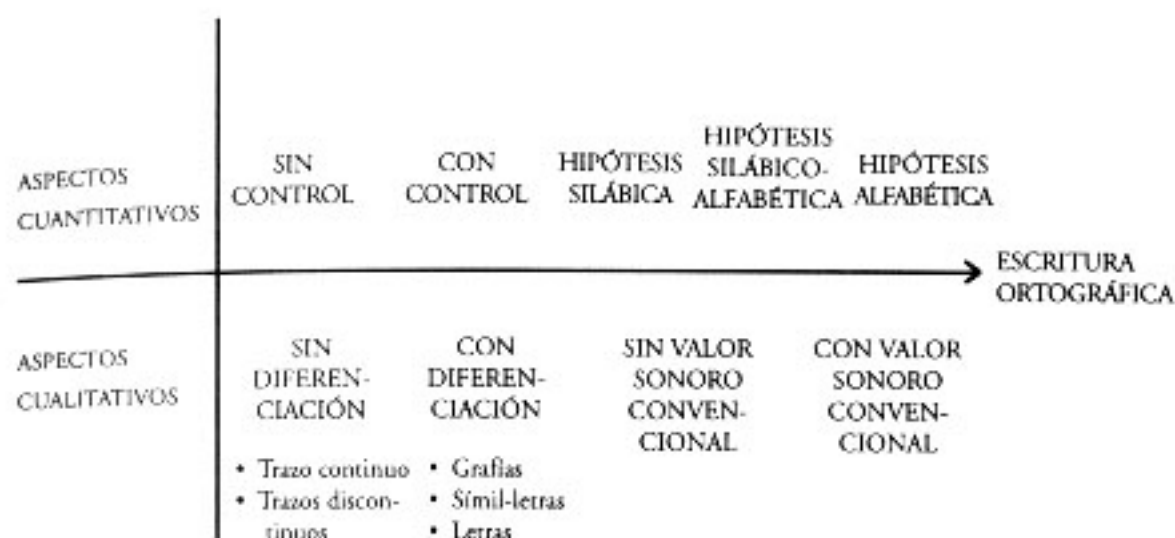 ASPECTOS
CUANTITATIVOS
SIN
CONTROL
CON
CONTROL
HIPÓTESIS
SILÁBICA
HIPÓTESIS
SILÁBICO-
ALFABÉTICA
HIPÓTESIS
ALFABÉTICA
ESCRITURA
ORTOGRÁFICA
ASPECTOS
CUALITATIVOS
SIN
DIFEREN-
CIACIÓN
• Trazo continuo
• Trazos discon-
tinuos
CON
DIFEREN-
CIACIÓN
• Grafias
• Símil-letras
• Letras
SIN VALOR
SONORO
CONVEN-
CIONAL
CON VALOR
SONORO
CONVEN-
CIONAL